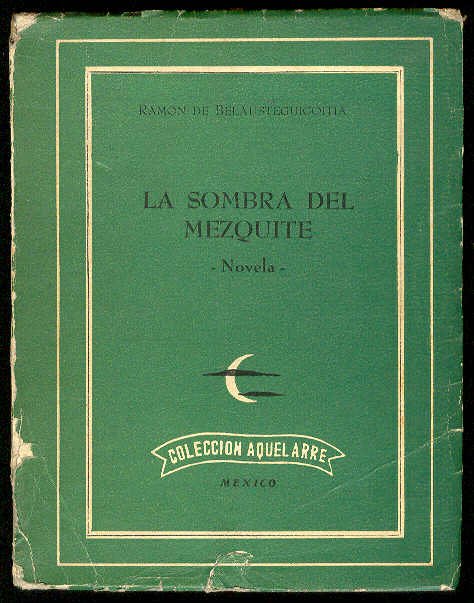 RAMON DE BELAUSTEGUIGOITIA
LA SOMBRA DEL
MEZQUITE
- Novela -
COLECCION AQUELARRE
MEXICO